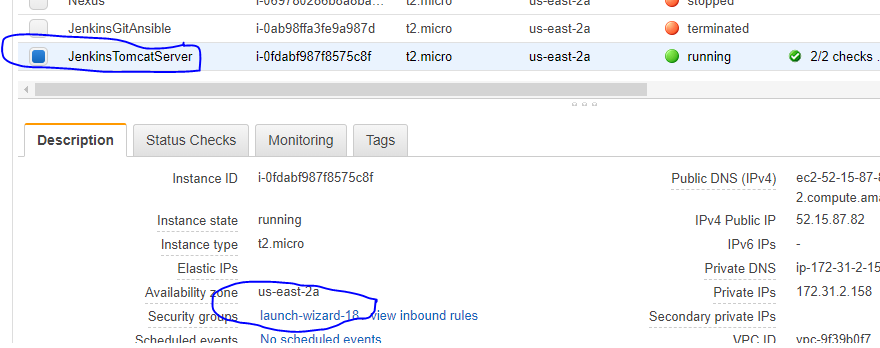 Nexus t2.micro us-east-2a stopped
JenkinsGitAnsible i-0ab98ffa3fe9a987d t2.micro us-east-2a terminated
JenkinsTomcatServer i-0fdabf987f8575c8f t2.micro us-east-2a running 2/2 checks ..
Description Status Checks Monitoring Tags
Instance ID i-0fdabf987f8575c8f Public DNS (IPv4) ec2-52-15-87-8
2.compute.ama
Instance state running IPv4 Public IP 52.15.87.82
Instance type t2.micro IPv6 IPs -
Elastic IPs Private DNS ip-172-31-2-15
Availability zone us-east-2a Private IPs 172.31.2.158
Security groups launch-wizard-18. view inbound rules Secondary private IPs
Scheduled events No scheduled events VPC ID vpc-9f39b0f7